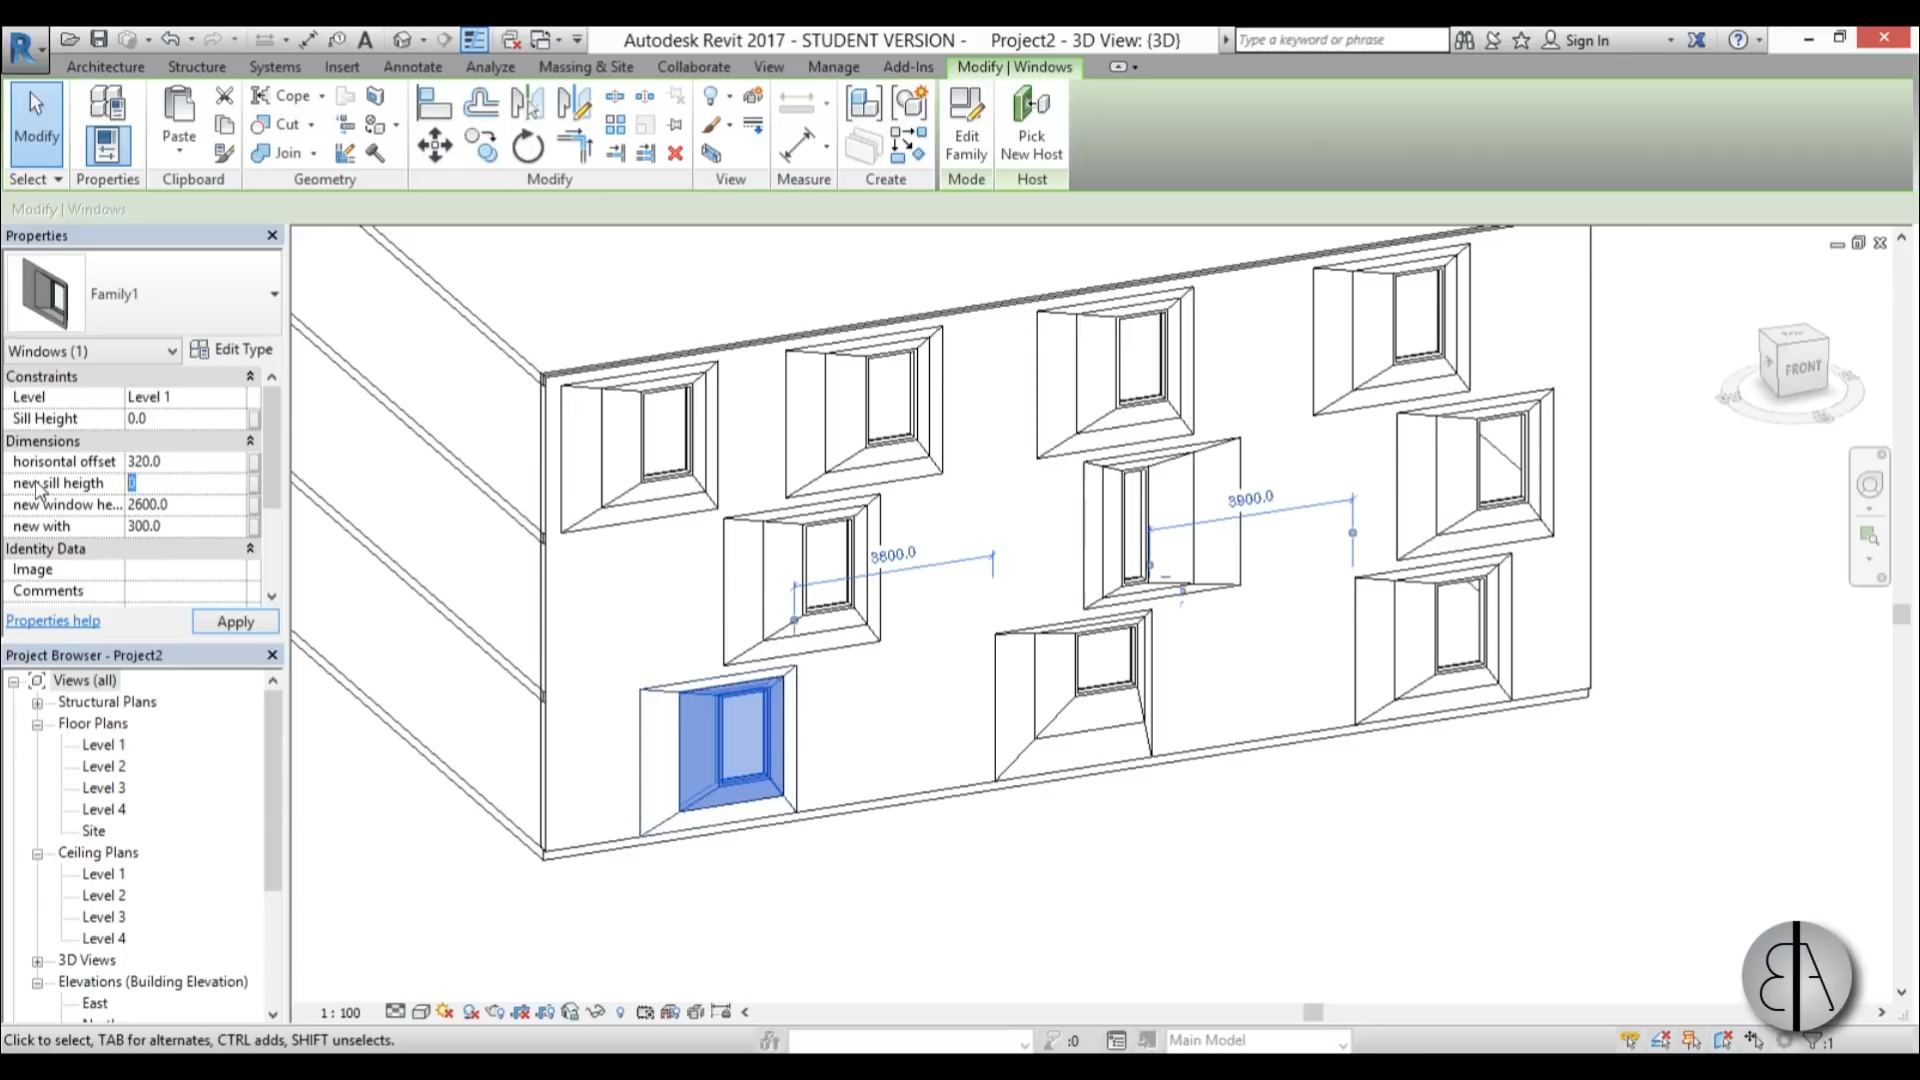 Autodesk Revit 2017 - STUDENT VERSION - Project2 - 3D View: {3D}
Type a keyword or phrase
Sign In
Architecture Structure Systems Insert Annotate Analyze Massing & Site Collaborate View Manage Add-Ins Modify | Windows
Modify
Paste
Cope
Cut
Join
Edit Family
Pick New Host
Select Properties Clipboard Geometry Modify View Measure Create Mode Host
Modify | Windows
Properties
Family1
Windows (1)
Edit Type
Constraints
Level Level 1
Sill Height 0.0
Dimensions
horisontal offset 320.0
new sill heigth 0
new window he... 2600.0
new with 300.0
Identity Data
Image
Comments
Properties help
Apply
Project Browser - Project2
Views (all)
Structural Plans
Floor Plans
Level 1
Level 2
Level 3
Level 4
Site
Ceiling Plans
Level 1
Level 2
Level 3
Level 4
3D Views
Elevations (Building Elevation)
East
3900.0
TOP
FRONT
1 : 100
Click to select, TAB for alternates, CTRL adds, SHIFT unselects.
:0
Main Model
:1
BA